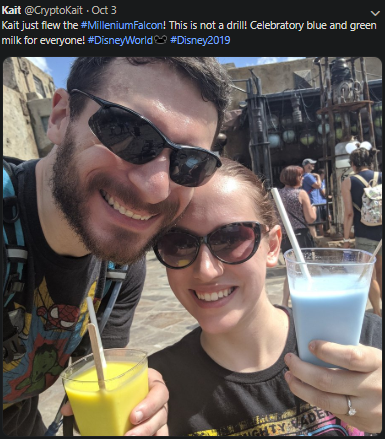 Kait @CryptoKait · Oct 3
Kait just flew the #MilleniumFalcon! This is not a drill! Celebratory blue and green
milk for everyone! #DisneyWorld #Disney2019